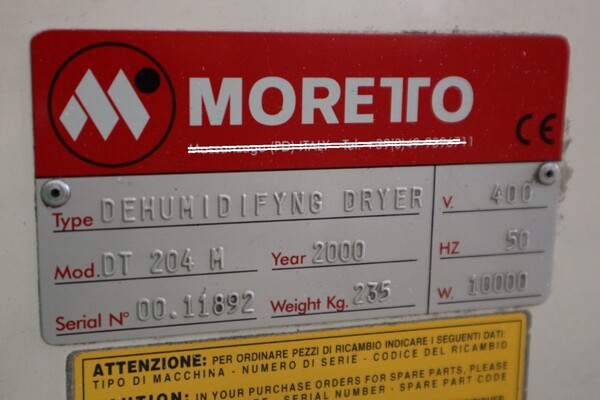 MORETTO
CE
Type DEHUMIDIFYNG DRYER V. 400
Mod. DT 204 M Year 2000 HZ 50
Serial N° 00.11892 Weight Kg. 235 W. 10000
ATTENZIONE: PER ORDINARE PEZZI DI RICAMBIO INDICARE I SEGUENTI DATI:
TIPO DI MACCHINA - NUMERO DI SERIE - CODICE DEL RICAMBIO
IN YOUR PURCHASE ORDERS FOR SPARE PARTS, PLEASE
SERIAL NUMBER - SPARE PART CODE